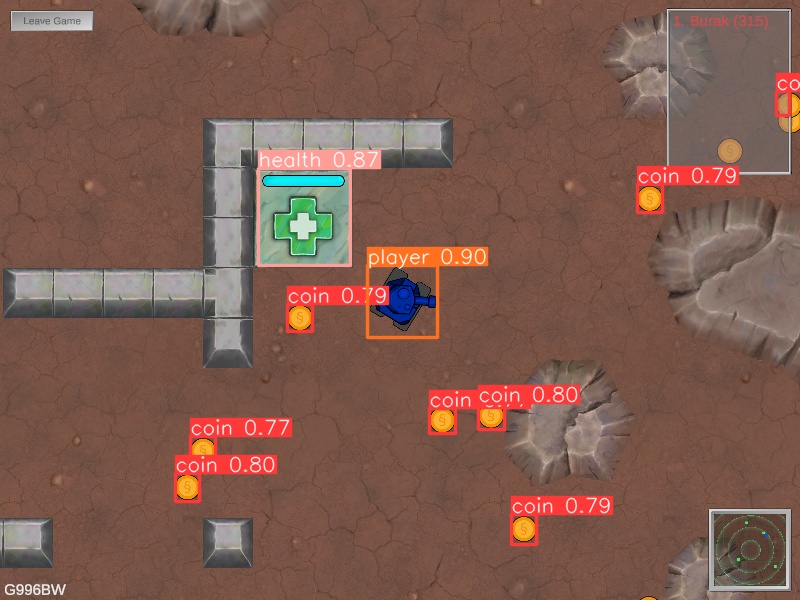 Leave Game
1. Burak (315)
co
health 0.87
coin 0.79
player 0.90
coin 0.79
coin
coin 0.80
coin 0.77
coin 0.80
coin 0.79
G996BW